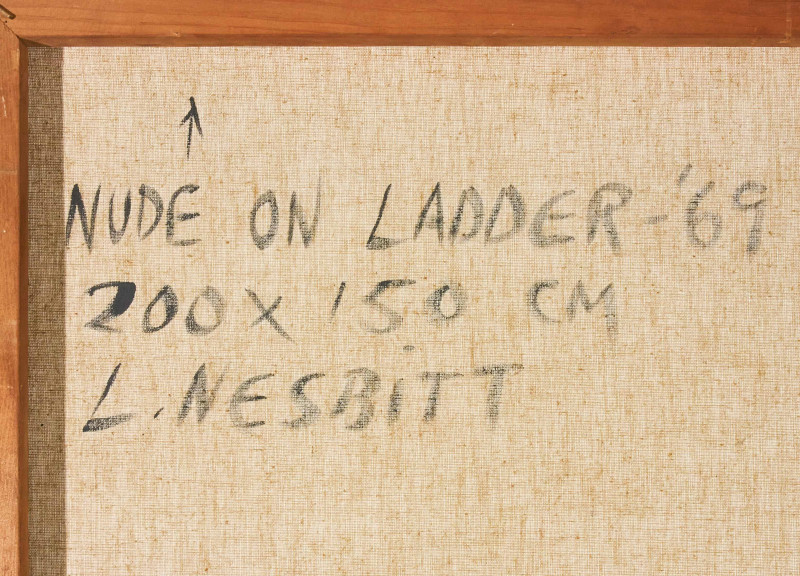 NUDE ON LADDER-'69
200 X 150 CM
L. NESBITT